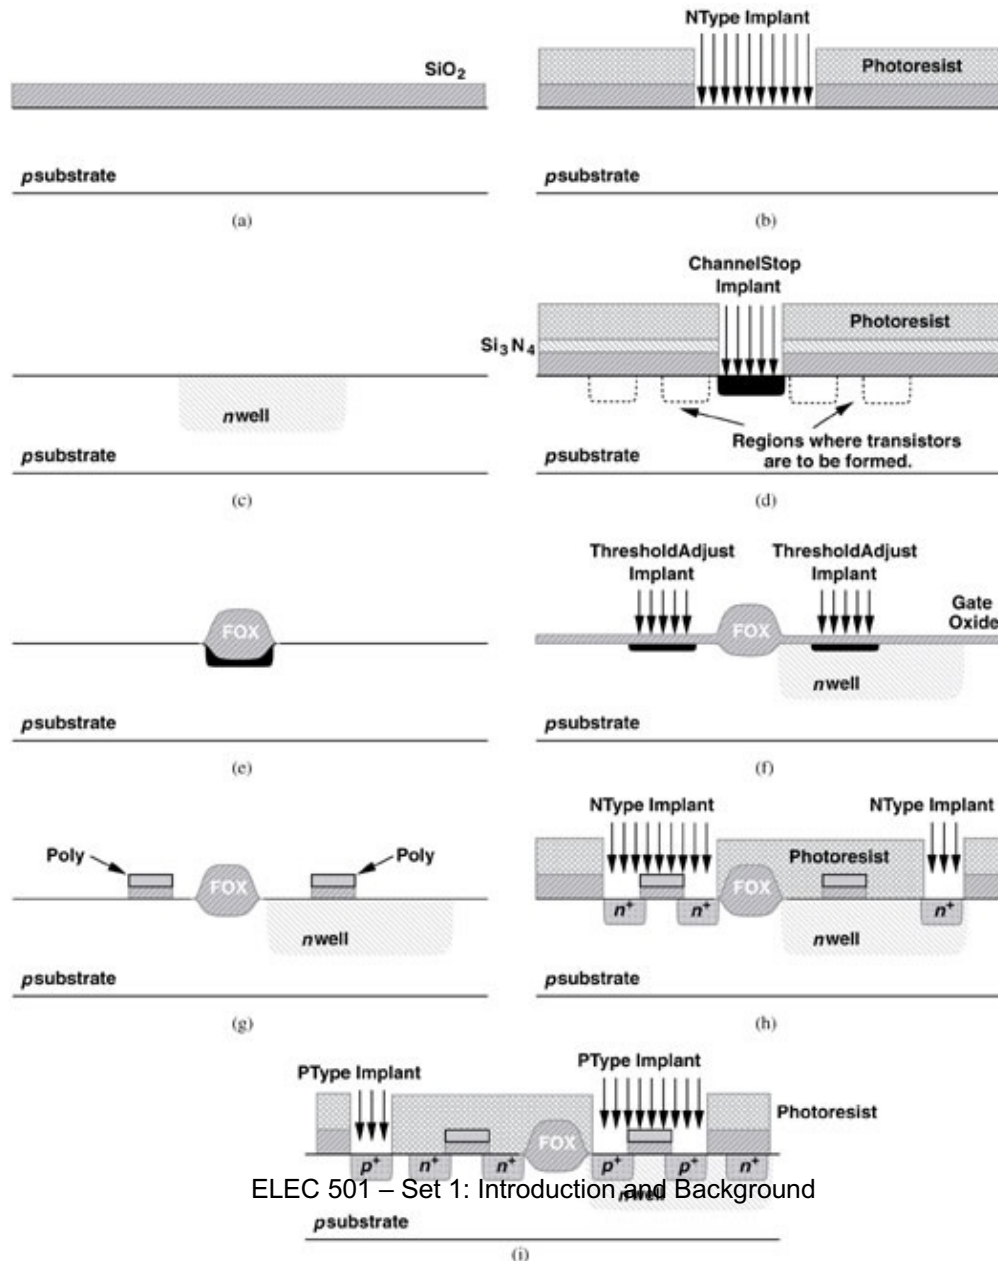 SiO2
psubstrate
(a)
NType Implant
Photoresist
psubstrate
(b)
nwell
psubstrate
(c)
ChannelStop
Implant
Photoresist
Si3N4
Regions where transistors
are to be formed.
psubstrate
(d)
FOX
psubstrate
(e)
ThresholdAdjust
Implant
ThresholdAdjust
Implant
Gate
Oxide
FOX
nwell
psubstrate
(f)
Poly
Poly
FOX
nwell
psubstrate
(g)
NType Implant
NType Implant
Photoresist
FOX
n+
n+
n+
nwell
psubstrate
(h)
PType Implant
PType Implant
Photoresist
FOX
p+
n+
n+
p+
p+
n+
ELEC 501 – Set 1: Introduction and Background
nwell
psubstrate
(i)